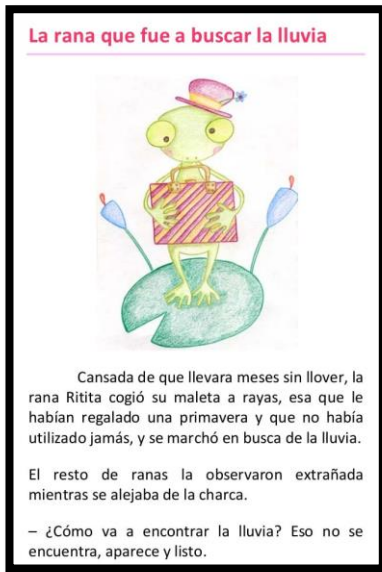 La rana que fue a buscar la lluvia
Cansada de que llevara meses sin llover, la
rana Ritita cogió su maleta a rayas, esa que le
habían regalado una primavera y que no había
utilizado jamás, y se marchó en busca de la lluvia.
El resto de ranas la observaron extrañada
mientras se alejaba de la charca.
– ¿Cómo va a encontrar la lluvia? Eso no se
encuentra, aparece y listo.